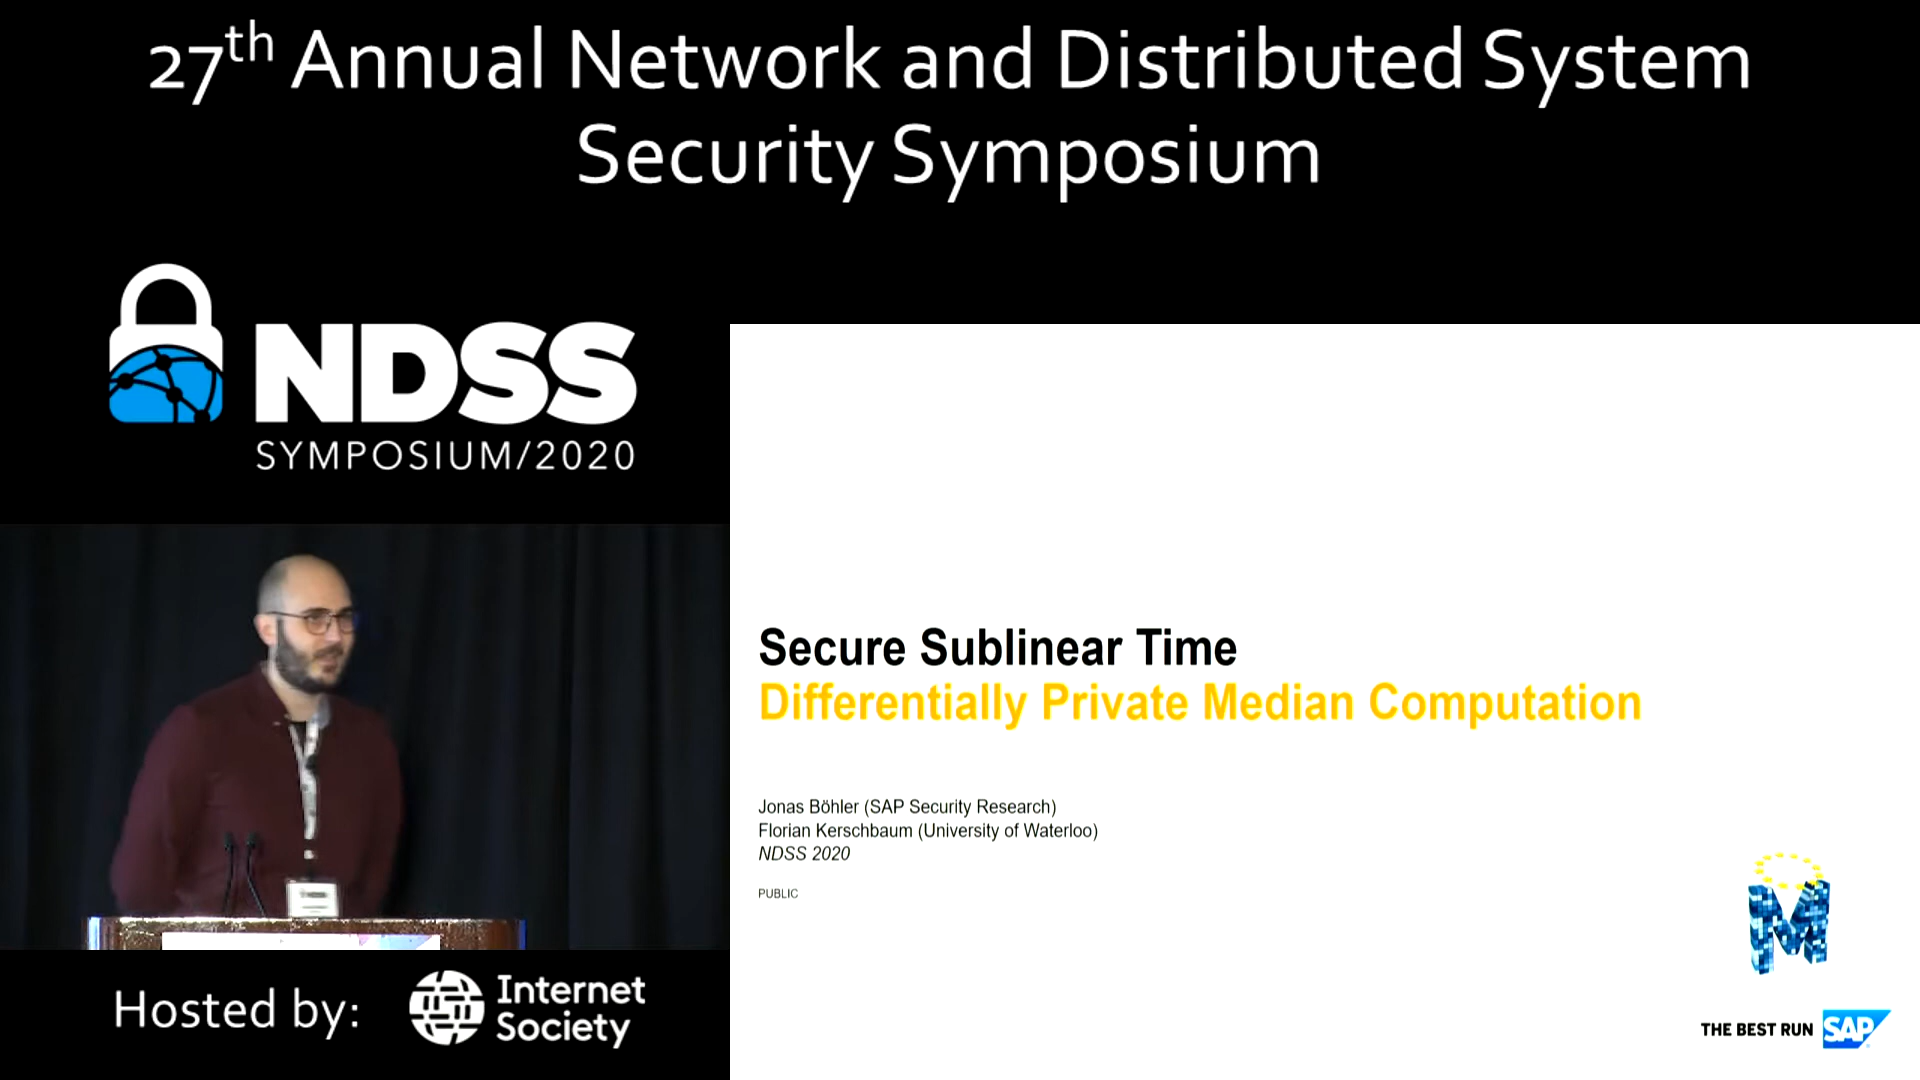 27th Annual Network and Distributed System
Security Symposium
NDSS
SYMPOSIUM/2020
Secure Sublinear Time
Differentially Private Median Computation
Jonas Böhler (SAP Security Research)
Florian Kerschbaum (University of Waterloo)
NDSS 2020
PUBLIC
M
THE BEST RUN SAP
Hosted by: Internet
Society